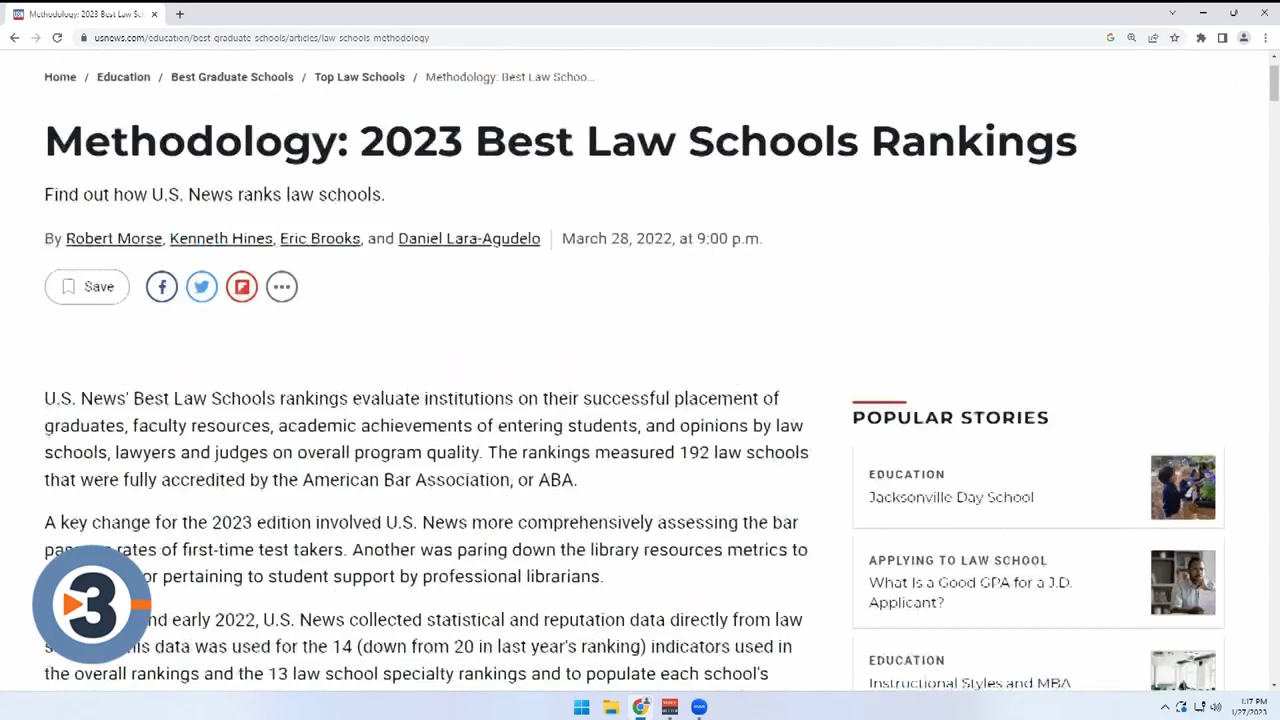 Methodology: 2023 Best Law Sc
usnews.com/education/best-graduate-schools/articles/law-schools-methodology
Home / Education / Best Graduate Schools / Top Law Schools / Methodology: Best Law Schoo...
Methodology: 2023 Best Law Schools Rankings
Find out how U.S. News ranks law schools.
By Robert Morse, Kenneth Hines, Eric Brooks, and Daniel Lara-Agudelo | March 28, 2022, at 9:00 p.m.
Save
U.S. News' Best Law Schools rankings evaluate institutions on their successful placement of
graduates, faculty resources, academic achievements of entering students, and opinions by law
schools, lawyers and judges on overall program quality. The rankings measured 192 law schools
that were fully accredited by the American Bar Association, or ABA.
A key change for the 2023 edition involved U.S. News more comprehensively assessing the bar
rates of first-time test takers. Another was paring down the library resources metrics to
or pertaining to student support by professional librarians.
nd early 2022, U.S. News collected statistical and reputation data directly from law
data was used for the 14 (down from 20 in last year's ranking) indicators used in
the overall rankings and the 13 law school specialty rankings and to populate each school's
3
POPULAR STORIES
EDUCATION
Jacksonville Day School
APPLYING TO LAW SCHOOL
What Is a Good GPA for a J.D.
Applicant?
EDUCATION
Instructional Styles and MBA
1:17 PM
1/27/2023